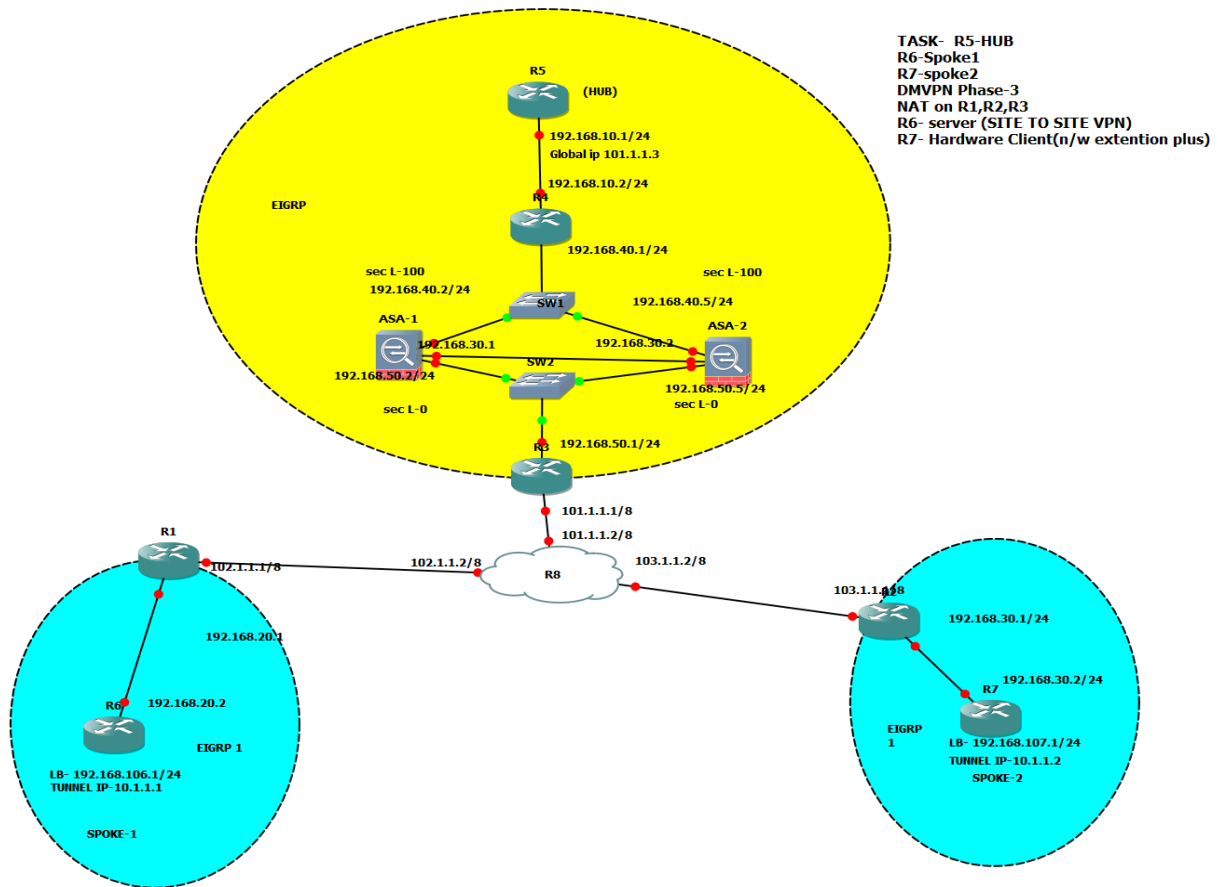 TASK-  R5-HUB
R6-Spoke1
R7-spoke2
DMVPN Phase-3
NAT on R1,R2,R3
R6- server (SITE TO SITE VPN)
R7- Hardware Client(n/w extention plus)
R5
(HUB)
192.168.10.1/24
Global ip 101.1.1.3
192.168.10.2/24
R4
EIGRP
192.168.40.1/24
sec L-100
sec L-100
192.168.40.2/24
SW1
192.168.40.5/24
ASA-1
ASA-2
192.168.30.1
192.168.30.2
SW2
192.168.50.2/24
192.168.50.5/24
sec L-0
sec L-0
192.168.50.1/24
R3
101.1.1.1/8
101.1.1.2/8
R1
102.1.1.1/8
102.1.1.2/8
R8
103.1.1.2/8
R2
192.168.30.1/24
192.168.20.1
192.168.30.2/24
R7
R6
192.168.20.2
EIGRP 1
EIGRP
1
LB- 192.168.107.1/24
TUNNEL IP-10.1.1.2
SPOKE-2
LB- 192.168.106.1/24
TUNNEL IP-10.1.1.1
SPOKE-1